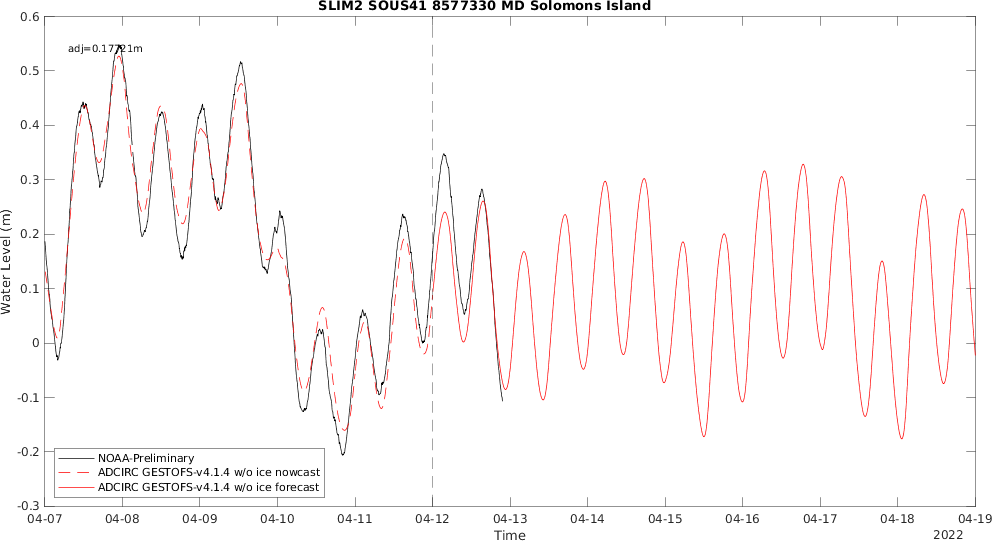 SLIM2 SOUS41 8577330 MD Solomons Island
adj=0.17721m
Water Level (m)
0.6
0.5
0.4
0.3
0.2
0.1
0
-0.1
-0.2
-0.3
NOAA-Preliminary
ADCIRC GESTOFS-v4.1.4 w/o ice nowcast
ADCIRC GESTOFS-v4.1.4 w/o ice forecast
04-07 04-08 04-09 04-10 04-11 04-12 04-13 04-14 04-15 04-16 04-17 04-18 04-19
Time
2022